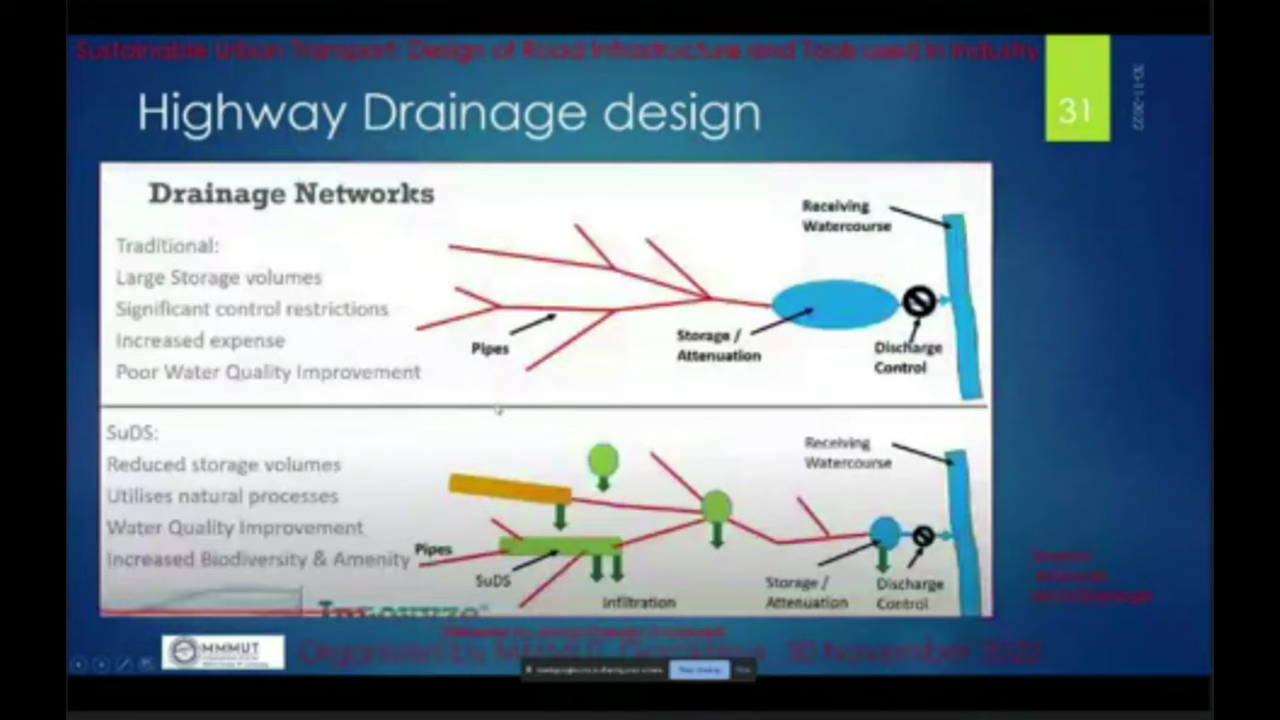 Sustainable Urban Transport: Design of Road Infrastructure and Tools used in Industry
Highway Drainage design
31
30-11-2022
Drainage Networks
Traditional:
Large Storage volumes
Significant control restrictions
Increased expense
Poor Water Quality Improvement
Pipes
Storage /
Attenuation
Receiving
Watercourse
Discharge
Control
SuDS:
Reduced storage volumes
Utilises natural processes
Water Quality Improvement
Increased Biodiversity & Amenity
Pipes
SuDS
Infiltration
Storage /
Attenuation
Receiving
Watercourse
Discharge
Control
MMMUT
Organised by MMMUT, Gorakhpur, 30 November 2022